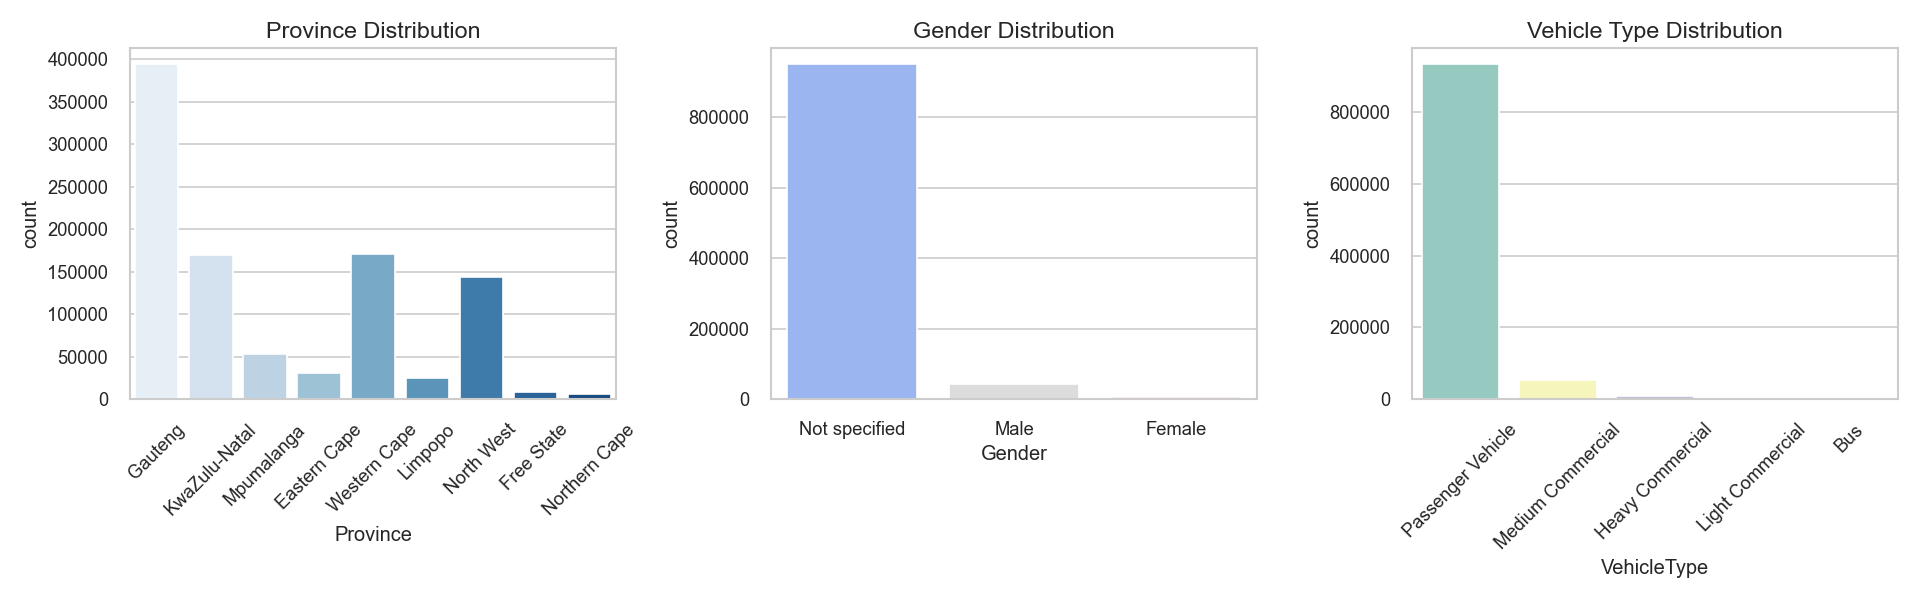 Province Distribution
400000
350000
300000
250000
200000
150000
100000
50000
0
count
Gauteng
KwaZulu-Natal
Mpumalanga
Eastern Cape
Western Cape
Limpopo
North West
Free State
Northern Cape
Province
Gender Distribution
800000
600000
400000
200000
0
count
Not specified
Male
Female
Gender
Vehicle Type Distribution
800000
600000
400000
200000
0
count
Passenger Vehicle
Medium Commercial
Heavy Commercial
Light Commercial
Bus
VehicleType